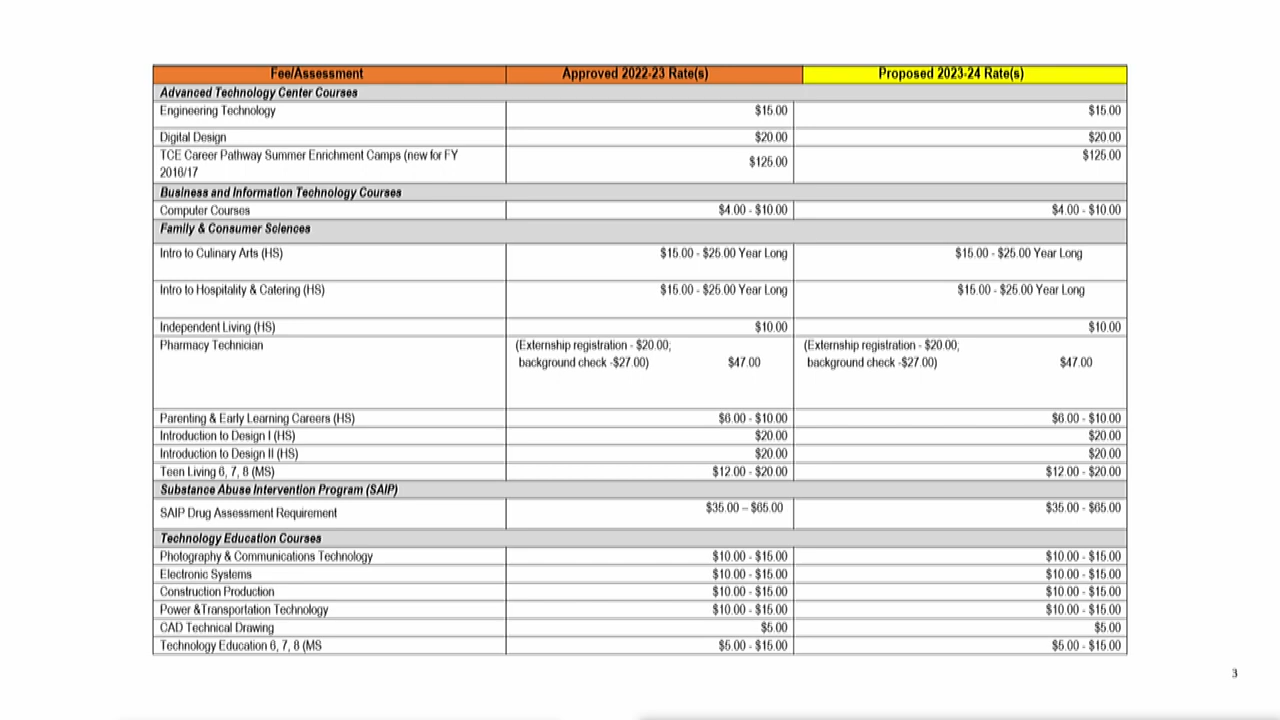 Fee/Assessment Approved 2022-23 Rate(s) Proposed 2023-24 Rate(s)
Advanced Technology Center Courses
Engineering Technology $15.00 $15.00
Digital Design $20.00 $20.00
TCE Career Pathway Summer Enrichment Camps (new for FY
2016/17 $125.00 $125.00
Business and Information Technology Courses
Computer Courses $4.00 - $10.00 $4.00 - $10.00
Family & Consumer Sciences
Intro to Culinary Arts (HS) $15.00 - $25.00 Year Long $15.00 - $25.00 Year Long
Intro to Hospitality & Catering (HS) $15.00 - $25.00 Year Long $15.00 - $25.00 Year Long
Independent Living (HS) $10.00 $10.00
Pharmacy Technician (Externship registration - $20.00; (Externship registration - $20.00;
background check -$27.00) $47.00 background check -$27.00) $47.00
Parenting & Early Learning Careers (HS) $6.00 - $10.00 $6.00 - $10.00
Introduction to Design I (HS) $20.00 $20.00
Introduction to Design II (HS) $20.00 $20.00
Teen Living 6, 7, 8 (MS) $12.00 - $20.00 $12.00 - $20.00
Substance Abuse Intervention Program (SAIP)
SAIP Drug Assessment Requirement $35.00 – $65.00 $35.00 - $65.00
Technology Education Courses
Photography & Communications Technology $10.00 - $15.00 $10.00 - $15.00
Electronic Systems $10.00 - $15.00 $10.00 - $15.00
Construction Production $10.00 - $15.00 $10.00 - $15.00
Power &Transportation Technology $10.00 - $15.00 $10.00 - $15.00
CAD Technical Drawing $5.00 $5.00
Technology Education 6, 7, 8 (MS $5.00 - $15.00 $5.00 - $15.00
3